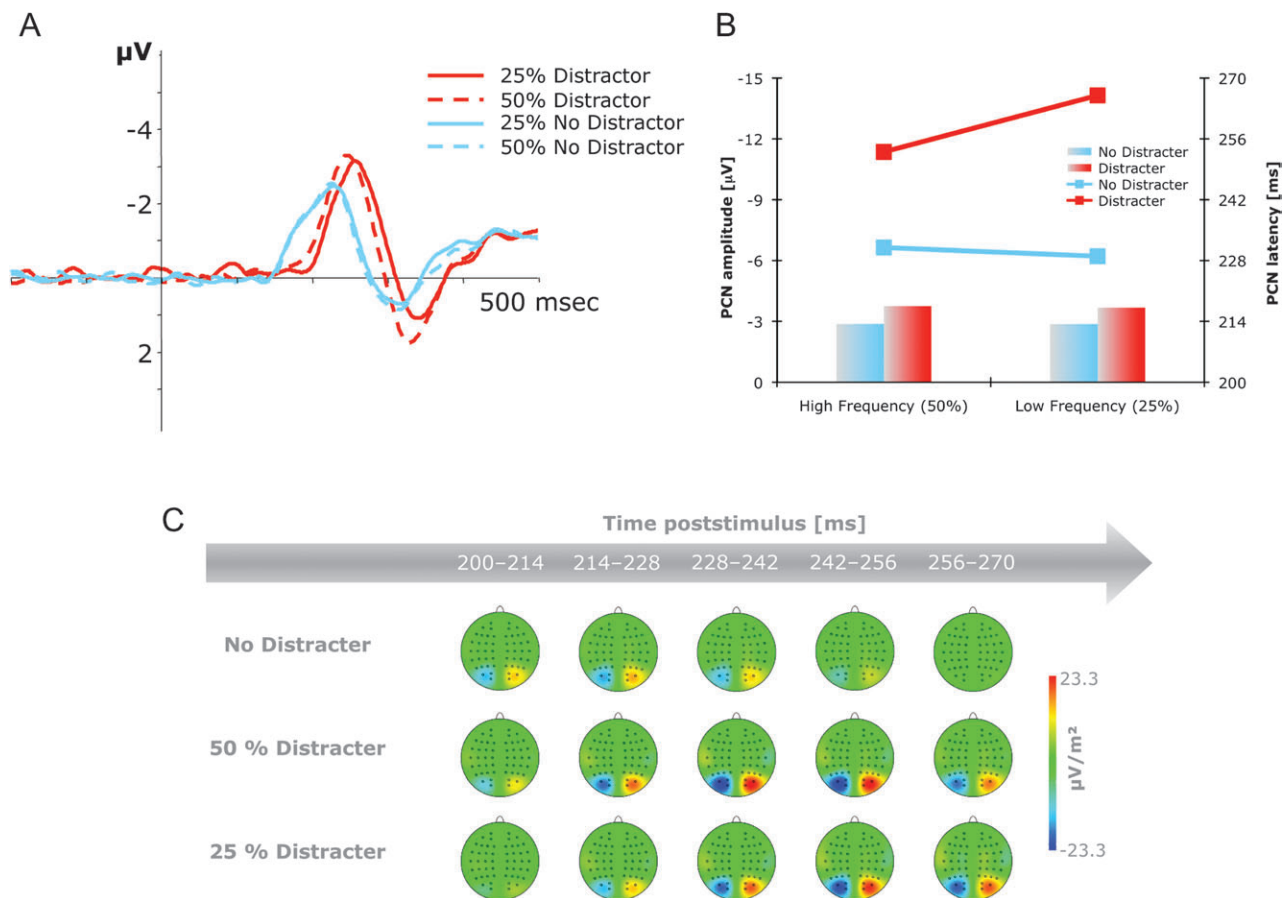 A
µV
-4
-2
2
500 msec
25% Distractor
50% Distractor
25% No Distractor
50% No Distractor
B
PCN amplitude [µV]
-15
-12
-9
-6
-3
0
No Distracter
Distracter
No Distracter
Distracter
270
256
242
228
214
200
PCN latency [ms]
High Frequency (50%) Low Frequency (25%)
C
Time poststimulus [ms]
200–214 214–228 228–242 242–256 256–270
No Distracter
50 % Distracter
25 % Distracter
23.3
µV/m²
-23.3